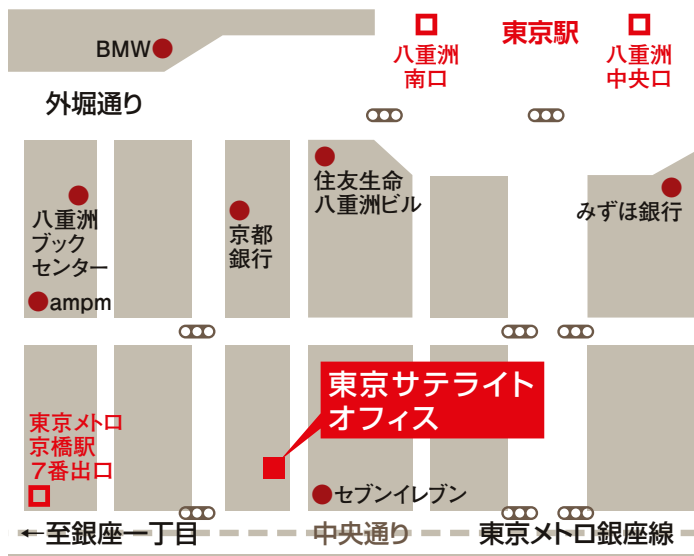 東京駅
八重洲
南口
八重洲
中央口
BMW
外堀通り
住友生命
八重洲ビル
みずほ銀行
八重洲
ブック
センター
京都
銀行
ampm
東京サテライト
オフィス
東京メトロ
京橋駅
7番出口
セブンイレブン
←至銀座一丁目
中央通り
東京メトロ銀座線